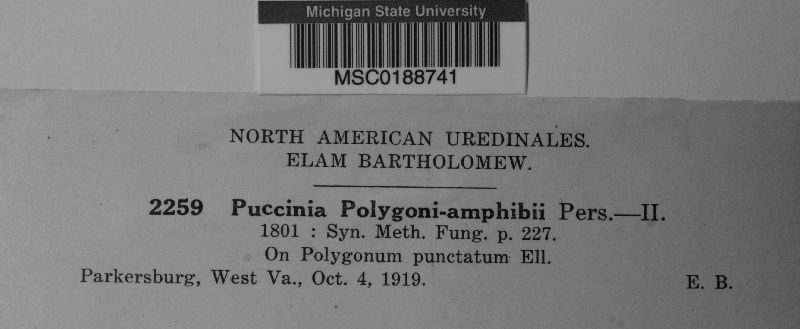 Michigan State University
MSC0188741
NORTH AMERICAN UREDINALES.
ELAM BARTHOLOMEW.
2259 Puccinia Polygoni-amphibii Pers.—II.
1801 : Syn. Meth. Fung. p. 227.
On Polygonum punctatum Ell.
Parkersburg, West Va., Oct. 4, 1919. E. B.